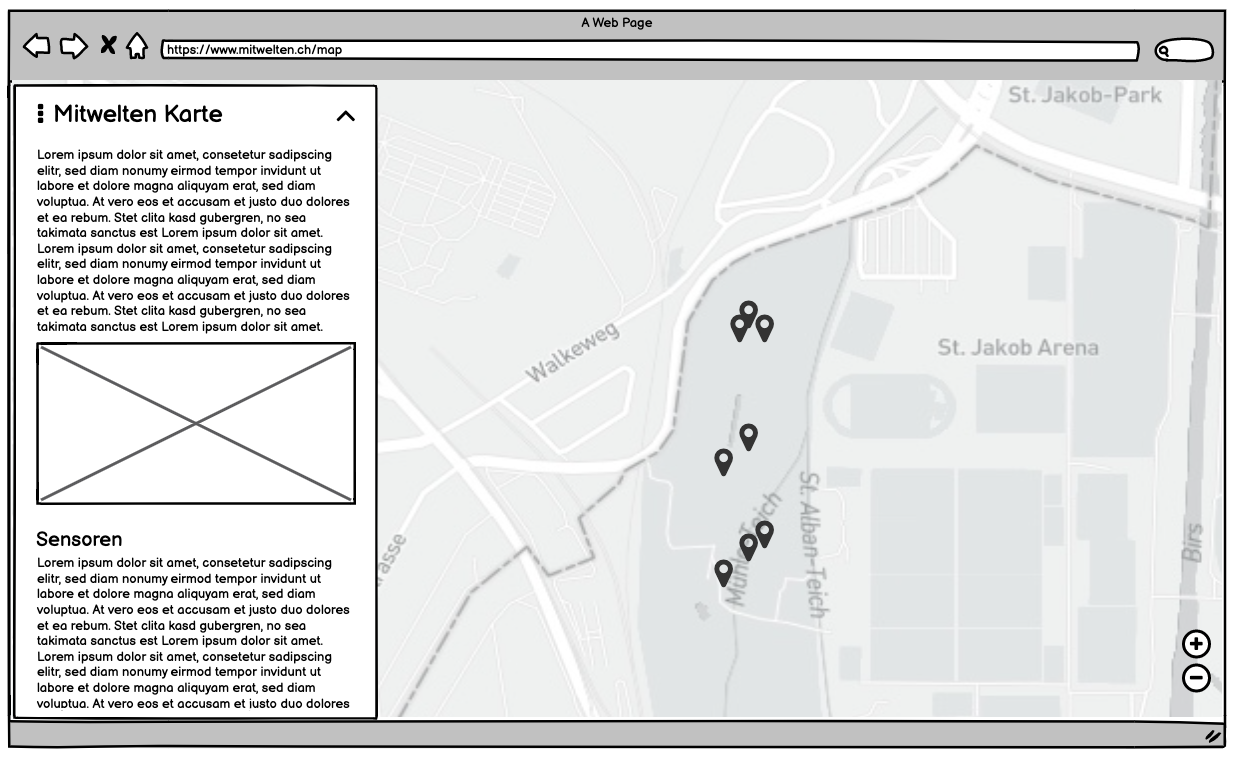 A Web Page
https://www.mitwelten.ch/map
Mitwelten Karte
Lorem ipsum dolor sit amet, consetetur sadipscing
elitr, sed diam nonumy eirmod tempor invidunt ut
labore et dolore magna aliquyam erat, sed diam
voluptua. At vero eos et accusam et justo duo dolores
et ea rebum. Stet clita kasd gubergren, no sea
takimata sanctus est Lorem ipsum dolor sit amet.
Lorem ipsum dolor sit amet, consetetur sadipscing
elitr, sed diam nonumy eirmod tempor invidunt ut
labore et dolore magna aliquyam erat, sed diam
voluptua. At vero eos et accusam et justo duo dolores
et ea rebum. Stet clita kasd gubergren, no sea
takimata sanctus est Lorem ipsum dolor sit amet.
Sensoren
Lorem ipsum dolor sit amet, consetetur sadipscing
elitr, sed diam nonumy eirmod tempor invidunt ut
labore et dolore magna aliquyam erat, sed diam
voluptua. At vero eos et accusam et justo duo dolores
et ea rebum. Stet clita kasd gubergren, no sea
takimata sanctus est Lorem ipsum dolor sit amet.
Lorem ipsum dolor sit amet, consetetur sadipscing
elitr, sed diam nonumy eirmod tempor invidunt ut
labore et dolore magna aliquyam erat, sed diam
voluptua. At vero eos et accusam et justo duo dolores
St. Jakob-Park
Walkeweg
St. Jakob Arena
St. Alban-Teich
Birs
rasse